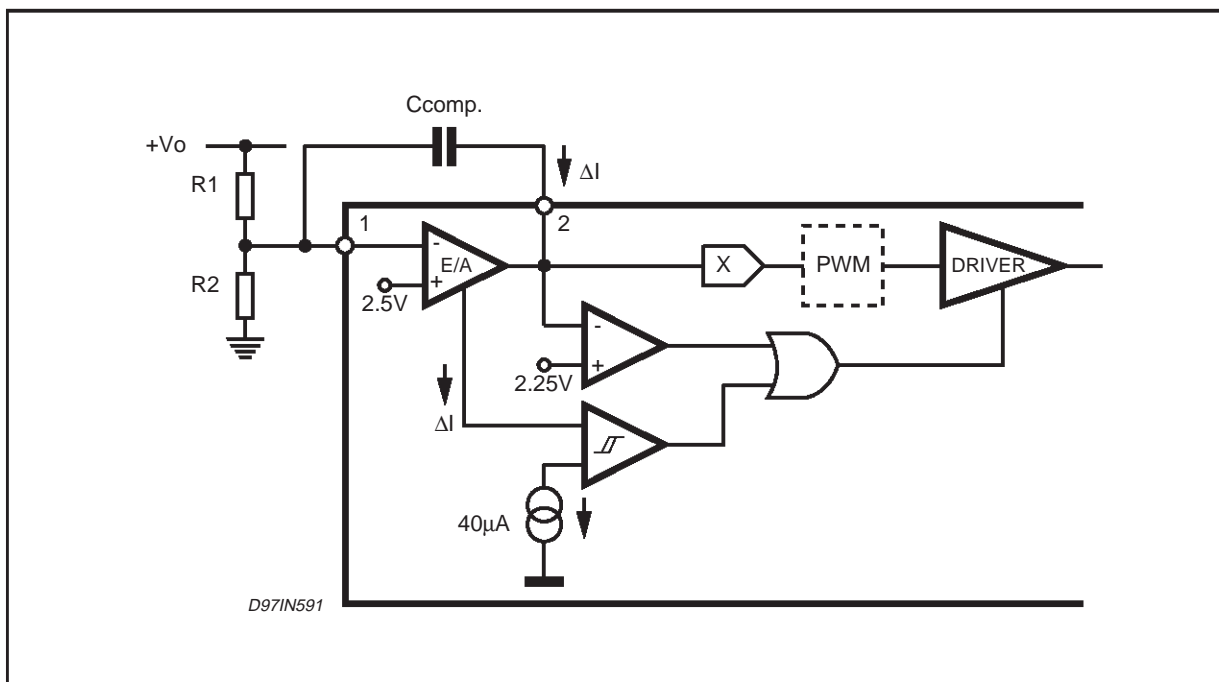 Ccomp.
+Vo
ΔI
R1
1
2
-
E/A
X
PWM
DRIVER
+
R2
2.5V
-
+
2.25V
ΔI
40μA
D97IN591